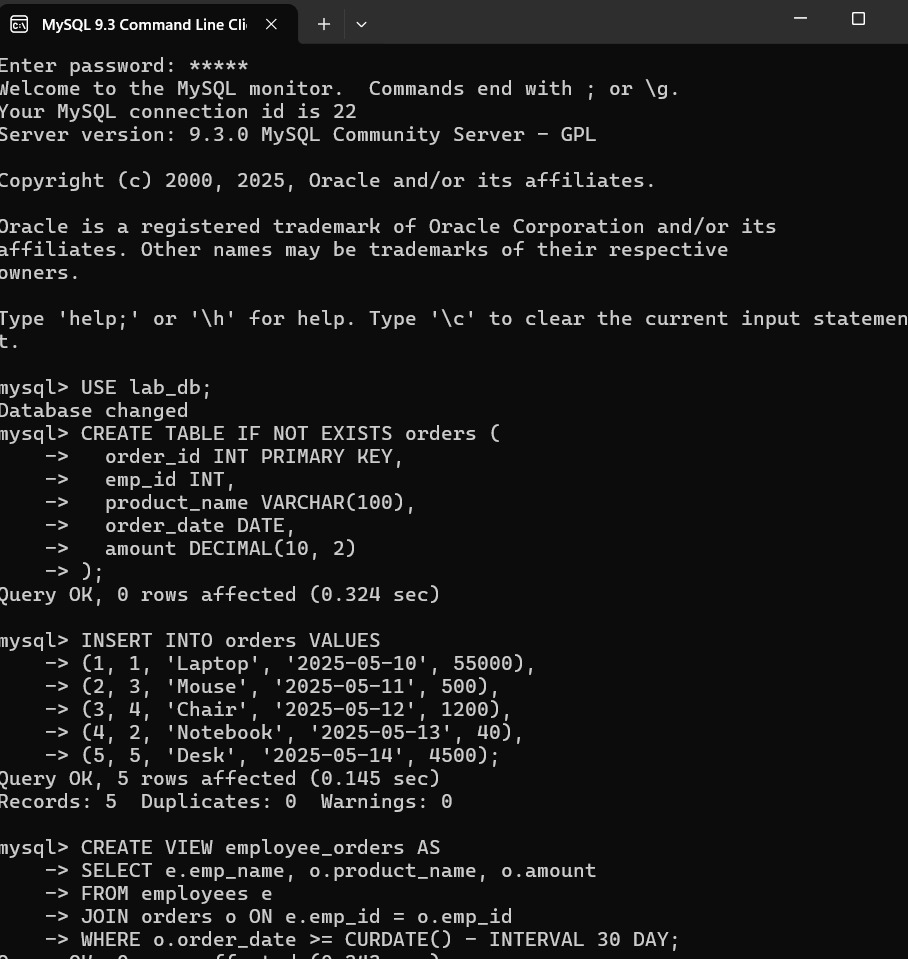 MySQL 9.3 Command Line Cli
Enter password: *****
Welcome to the MySQL monitor.  Commands end with ; or \g.
Your MySQL connection id is 22
Server version: 9.3.0 MySQL Community Server - GPL
Copyright (c) 2000, 2025, Oracle and/or its affiliates.
Oracle is a registered trademark of Oracle Corporation and/or its
affiliates. Other names may be trademarks of their respective
owners.
Type 'help;' or '\h' for help. Type '\c' to clear the current input statemen
t.
mysql> USE lab_db;
Database changed
mysql> CREATE TABLE IF NOT EXISTS orders (
    ->   order_id INT PRIMARY KEY,
    ->   emp_id INT,
    ->   product_name VARCHAR(100),
    ->   order_date DATE,
    ->   amount DECIMAL(10, 2)
    -> );
Query OK, 0 rows affected (0.324 sec)
mysql> INSERT INTO orders VALUES
    -> (1, 1, 'Laptop', '2025-05-10', 55000),
    -> (2, 3, 'Mouse', '2025-05-11', 500),
    -> (3, 4, 'Chair', '2025-05-12', 1200),
    -> (4, 2, 'Notebook', '2025-05-13', 40),
    -> (5, 5, 'Desk', '2025-05-14', 4500);
Query OK, 5 rows affected (0.145 sec)
Records: 5  Duplicates: 0  Warnings: 0
mysql> CREATE VIEW employee_orders AS
    -> SELECT e.emp_name, o.product_name, o.amount
    -> FROM employees e
    -> JOIN orders o ON e.emp_id = o.emp_id
    -> WHERE o.order_date >= CURDATE() - INTERVAL 30 DAY;